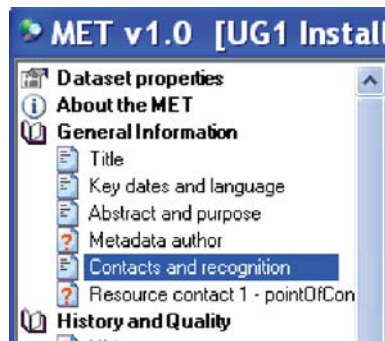 MET v1.0 [UG1 Install
Dataset properties
About the MET
General Information
Title
Key dates and language
Abstract and purpose
Metadata author
Contacts and recognition
Resource contact 1 - pointOfCon
History and Quality